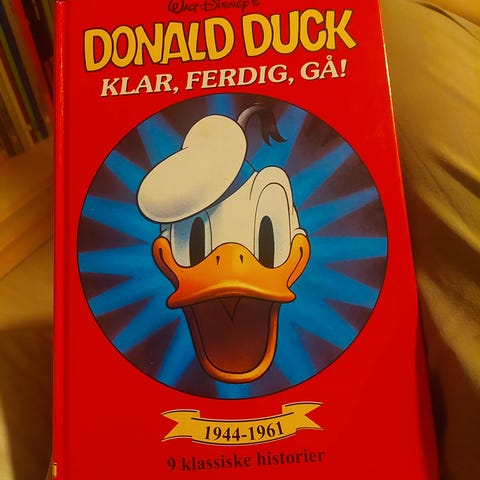 Walt Disney's
DONALD DUCK
KLAR, FERDIG, GÅ!
1944-1961
9 klassiske historier